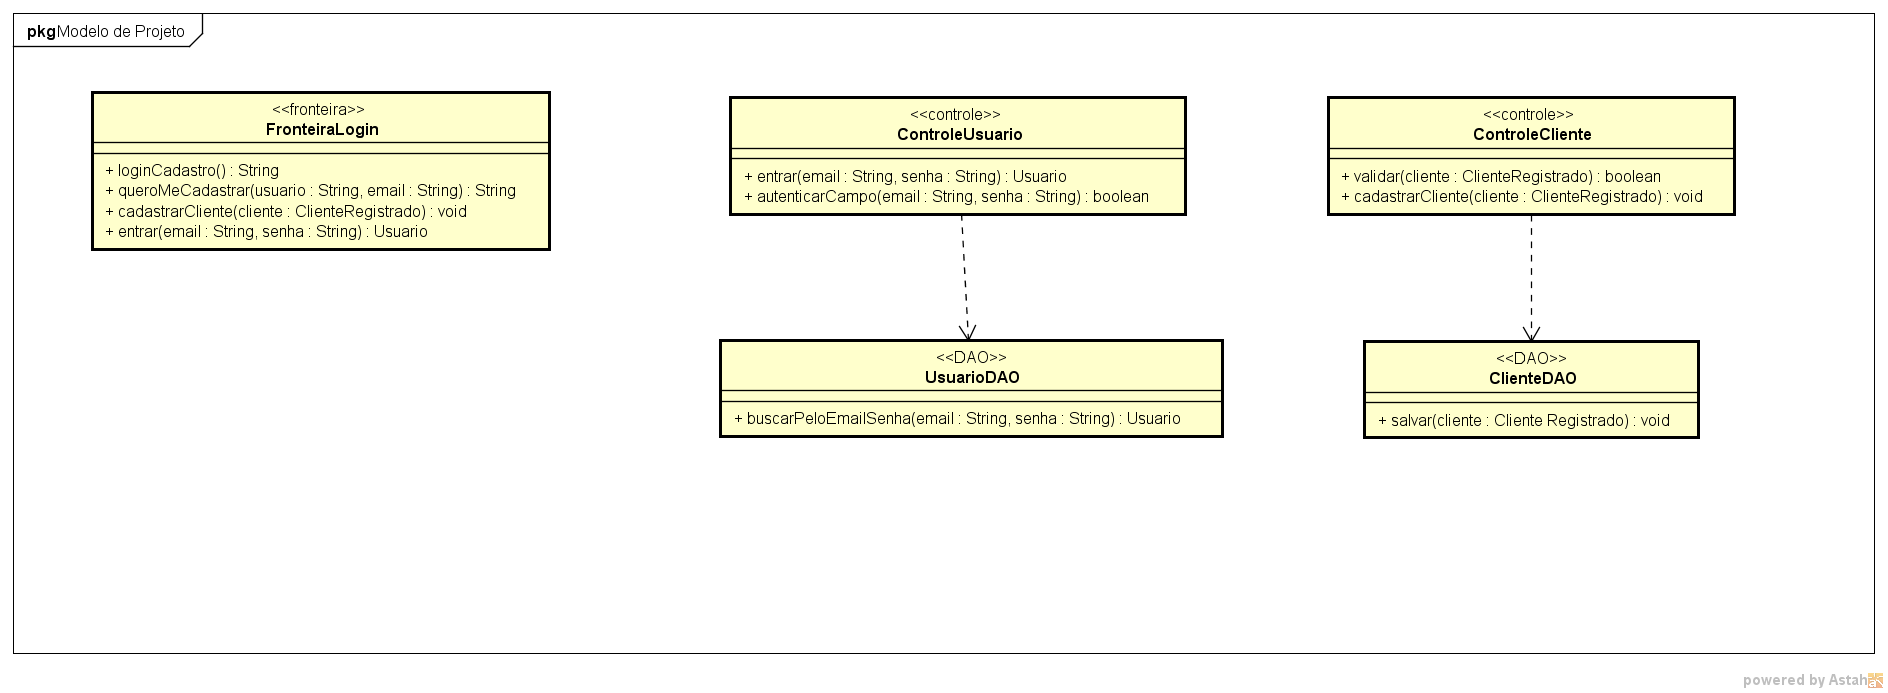 pkgModelo de Projeto
<<fronteira>>
FronteiraLogin
+ loginCadastro() : String
+ queroMeCadastrar(usuario : String, email : String) : String
+ cadastrarCliente(cliente : ClienteRegistrado) : void
+ entrar(email : String, senha : String) : Usuario
<<controle>>
ControleUsuario
+ entrar(email : String, senha : String) : Usuario
+ autenticarCampo(email : String, senha : String) : boolean
<<controle>>
ControleCliente
+ validar(cliente : ClienteRegistrado) : boolean
+ cadastrarCliente(cliente : ClienteRegistrado) : void
<<DAO>>
UsuarioDAO
+ buscarPeloEmailSenha(email : String, senha : String) : Usuario
<<DAO>>
ClienteDAO
+ salvar(cliente : Cliente Registrado) : void
powered by Astah